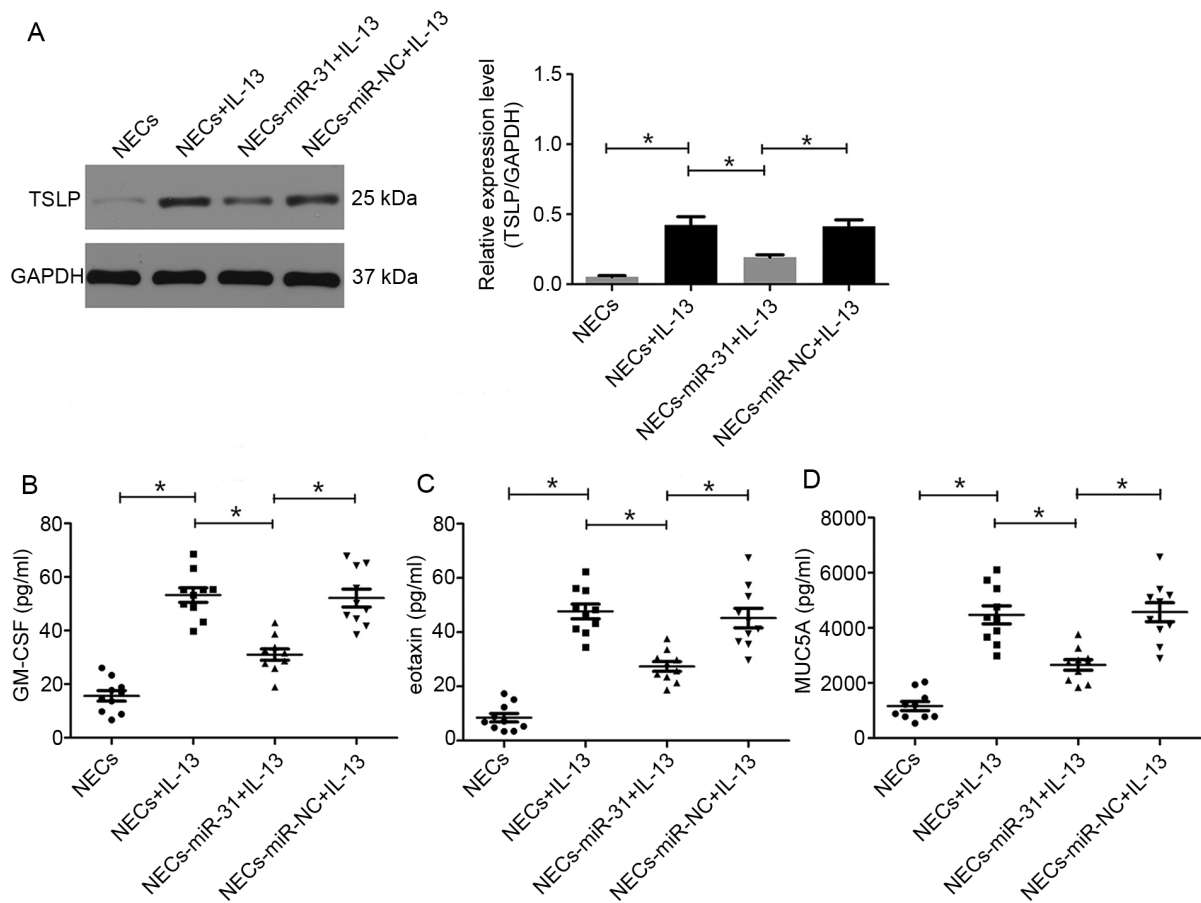 A
NECs
NECs+IL-13
NECs-miR-31+IL-13
NECs-miR-NC+IL-13
TSLP
25 kDa
GAPDH
37 kDa
Relative expression level
(TSLP/GAPDH)
1.5
1.0
0.5
0.0
*
*
*
NECs
NECs+IL-13
NECs-miR-31+IL-13
NECs-miR-NC+IL-13
B
GM-CSF (pg/ml)
80
60
40
20
0
*
*
*
NECs
NECs+IL-13
NECs-miR-31+IL-13
NECs-miR-NC+IL-13
C
eotaxin (pg/ml)
80
60
40
20
0
*
*
*
NECs
NECs+IL-13
NECs-miR-31+IL-13
NECs-miR-NC+IL-13
D
MUC5A (pg/ml)
8000
6000
4000
2000
0
*
*
*
NECs
NECs+IL-13
NECs-miR-31+IL-13
NECs-miR-NC+IL-13